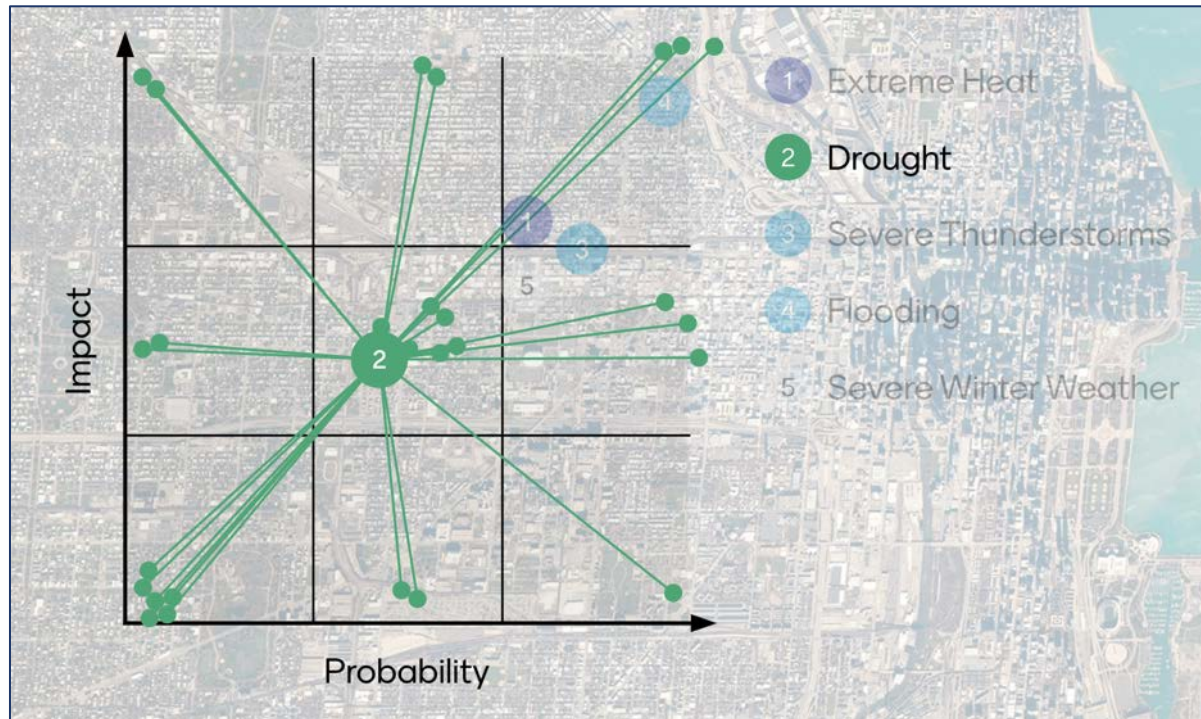 Impact
Probability
4
1
3
5
2
1 Extreme Heat
2 Drought
3 Severe Thunderstorms
4 Flooding
5 Severe Winter Weather